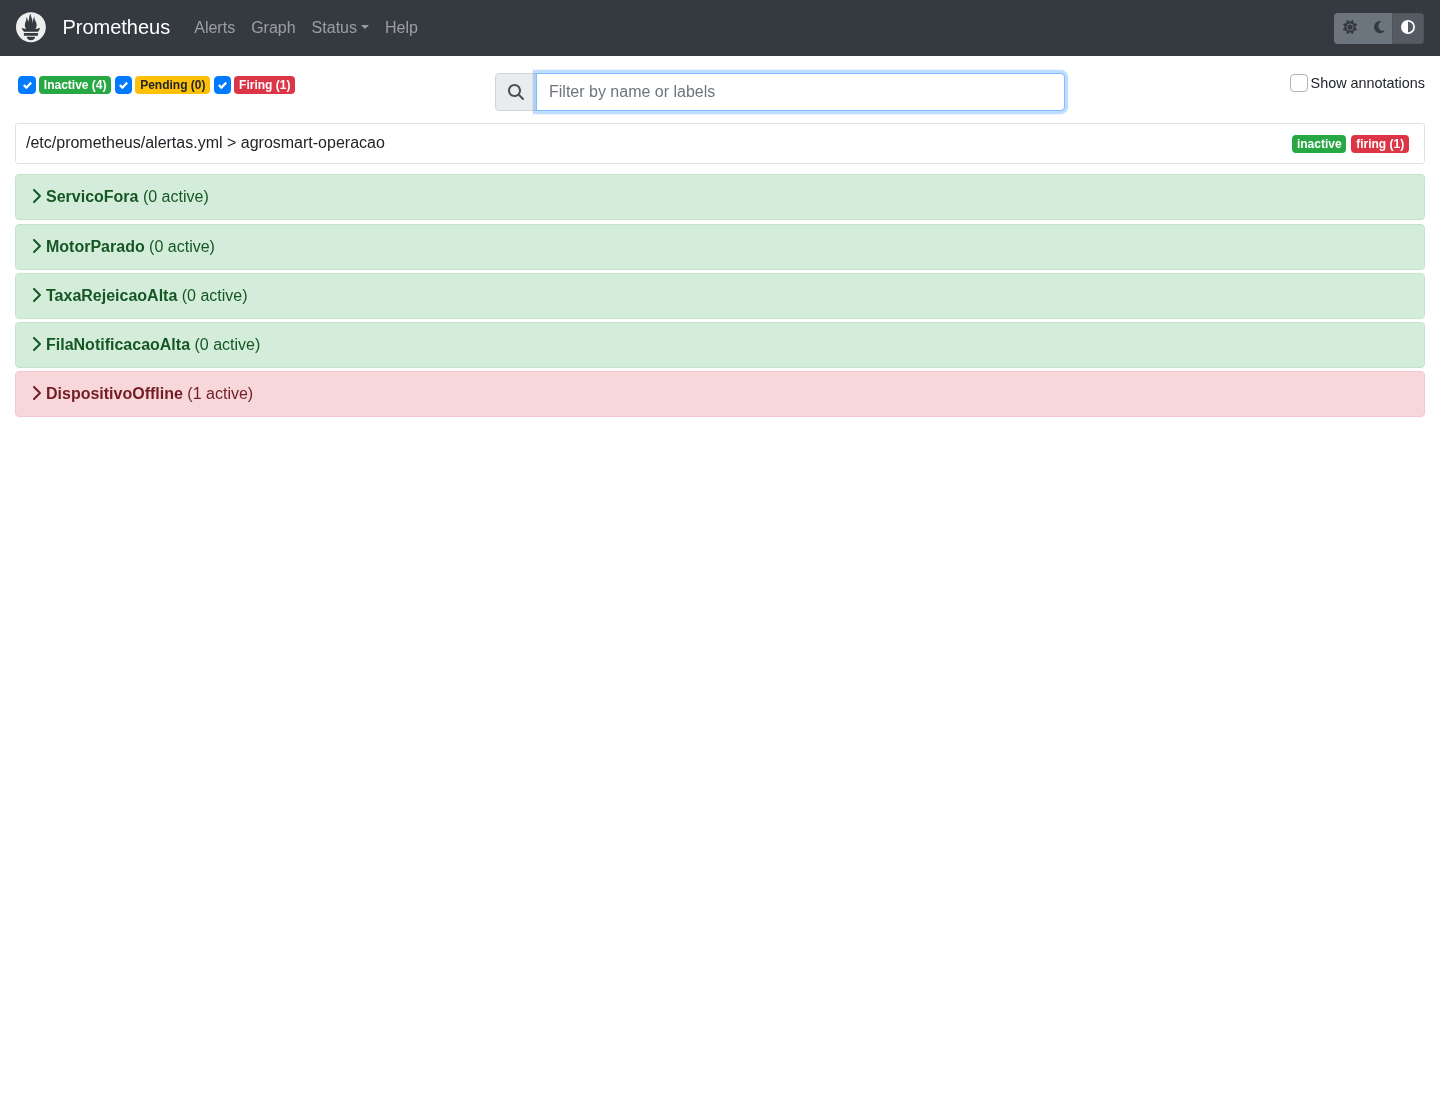 Prometheus Alerts Graph Status Help
Inactive (4) Pending (0) Firing (1) Filter by name or labels Show annotations
/etc/prometheus/alertas.yml > agrosmart-operacao inactive firing (1)
ServicoFora (0 active)
MotorParado (0 active)
TaxaRejeicaoAlta (0 active)
FilaNotificacaoAlta (0 active)
DispositivoOffline (1 active)